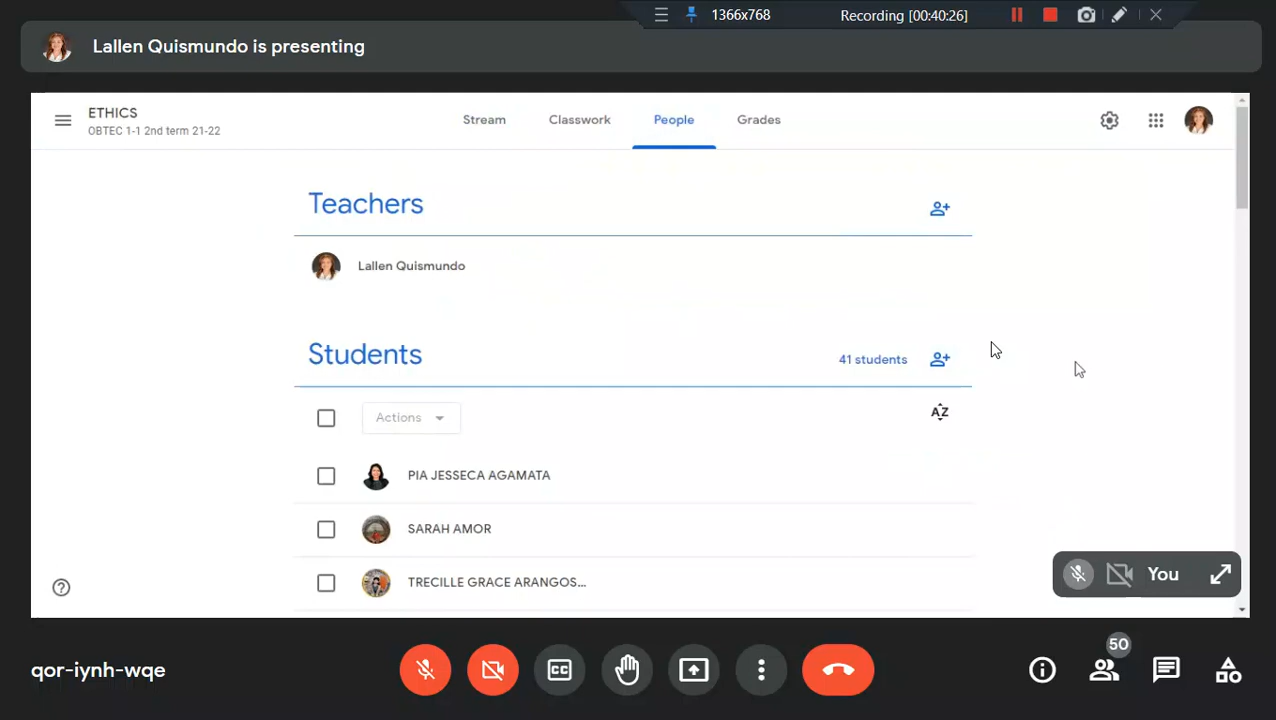 1366x768
Recording [00:40:26]
Lallen Quismundo is presenting
ETHICS
OBTEC 1-1 2nd term 21-22
Stream
Classwork
People
Grades
Teachers
Lallen Quismundo
Students
41 students
Actions
AZ
PIA JESSECA AGAMATA
SARAH AMOR
TRECILLE GRACE ARANGOS...
You
qor-iynh-wqe
CC
50